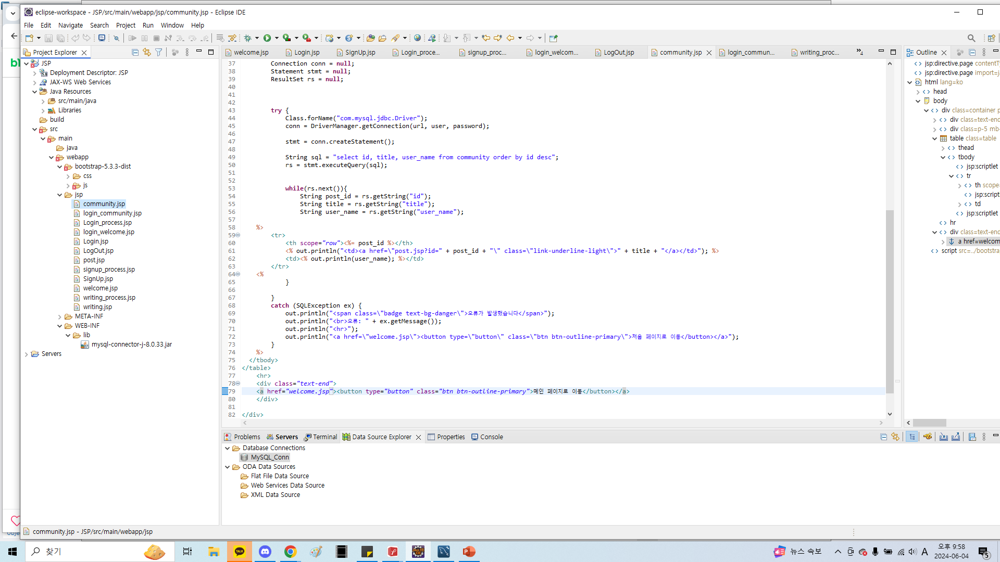 eclipse-workspace - JSP/src/main/webapp/jsp/community.jsp - Eclipse IDE
File Edit Navigate Search Project Run Window Help
Project Explorer
JSP
Deployment Descriptor: JSP
JAX-WS Web Services
Java Resources
src/main/java
Libraries
build
src
main
java
webapp
bootstrap-5.3.3-dist
css
js
jsp
community.jsp
login_community.jsp
Login_process.jsp
login_welcome.jsp
Login.jsp
LogOut.jsp
post.jsp
signup_process.jsp
SignUp.jsp
welcome.jsp
writing_process.jsp
writing.jsp
META-INF
WEB-INF
lib
mysql-connector-j-8.0.33.jar
Servers
welcome.jsp Login.jsp SignUp.jsp Login_proce... signup_proc... login_welcom... LogOut.jsp community.jsp login_commun... writing_proc... »4
37 Connection conn = null;
38 Statement stmt = null;
39 ResultSet rs = null;
40
41
42
43 try {
44 Class.forName("com.mysql.jdbc.Driver");
45 conn = DriverManager.getConnection(url, user, password);
46
47 stmt = conn.createStatement();
48
49 String sql = "select id, title, user_name from community order by id desc";
50 rs = stmt.executeQuery(sql);
51
52
53 while(rs.next()){
54 String post_id = rs.getString("id");
55 String title = rs.getString("title");
56 String user_name = rs.getString("user_name");
57
58 %>
59 <tr>
60 <th scope="row"><%= post_id %></th>
61 <% out.println("<td><a href=\"post.jsp?id=" + post_id + "\" class=\"link-underline-light\">" + title + "</a></td>"); %>
62 <td><% out.println(user_name); %></td>
63 </tr>
64 <%
65 }
66
67 }
68 catch (SQLException ex) {
69 out.println("<span class=\"badge text-bg-danger\">오류가 발생했습니다</span>");
70 out.println("<br>오류: " + ex.getMessage());
71 out.println("<hr>");
72 out.println("<a href=\"welcome.jsp\"><button type=\"button\" class=\"btn btn-outline-primary\">처음 페이지로 이동</button></a>");
73 }
74 %>
75 </tbody>
76 </table>
77 <hr>
78 <div class="text-end">
79 <a href="welcome.jsp"><button type="button" class="btn btn-outline-primary">메인 페이지로 이동</button></a>
80 </div>
81
82 </div>
Outline
jsp:directive.page contentT
jsp:directive.page import=j
html lang=ko
head
body
div class=container p
div class=text-end
div class=p-5 mb-
table class=table
thead
tbody
jsp:scriptlet
tr
th scope
jsp:script
td
jsp:scriptlet
hr
div class=text-end
a href=welcom
script src=../bootstra
Problems Servers Terminal Data Source Explorer Properties Console
Database Connections
MySQL_Conn
ODA Data Sources
Flat File Data Source
Web Services Data Source
XML Data Source
community.jsp - JSP/src/main/webapp/jsp
찾기
TALK
뉴스 속보
A
오후 9:58
2024-06-04
5